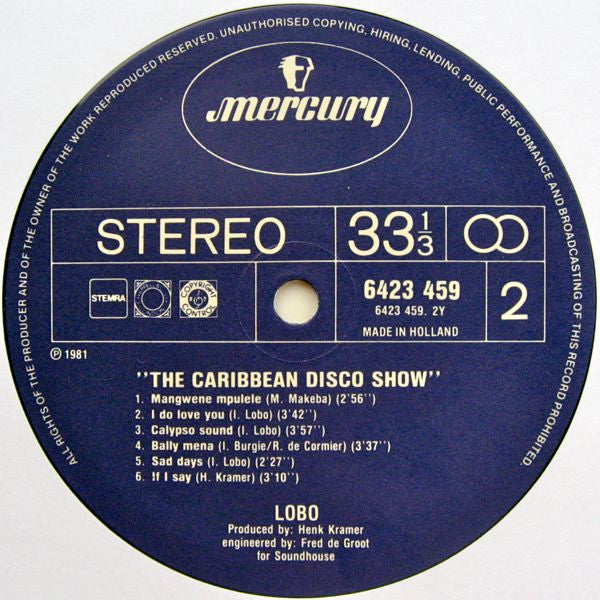 ALL RIGHTS OF THE PRODUCER AND OF THE OWNER OF THE WORK REPRODUCED RESERVED. UNAUTHORISED COPYING, HIRING, LENDING, PUBLIC PERFORMANCE AND BROADCASTING OF THIS RECORD PROHIBITED.
mercury
STEREO
33 1/3
STEMRA
COPYRIGHT CONTROL
6423 459
6423 459. 2Y
MADE IN HOLLAND
2
℗ 1981
''THE CARIBBEAN DISCO SHOW''
1. Mangwene mpulele (M. Makeba) (2'56'')
2. I do love you (I. Lobo) (3'42'')
3. Calypso sound (I. Lobo) (3'57'')
4. Bally mena (I. Burgie/R. de Cormier) (3'37'')
5. Sad days (I. Lobo) (2'27'')
6. If I say (H. Kramer) (3'10'')
LOBO
Produced by: Henk Kramer
engineered by: Fred de Groot
for Soundhouse